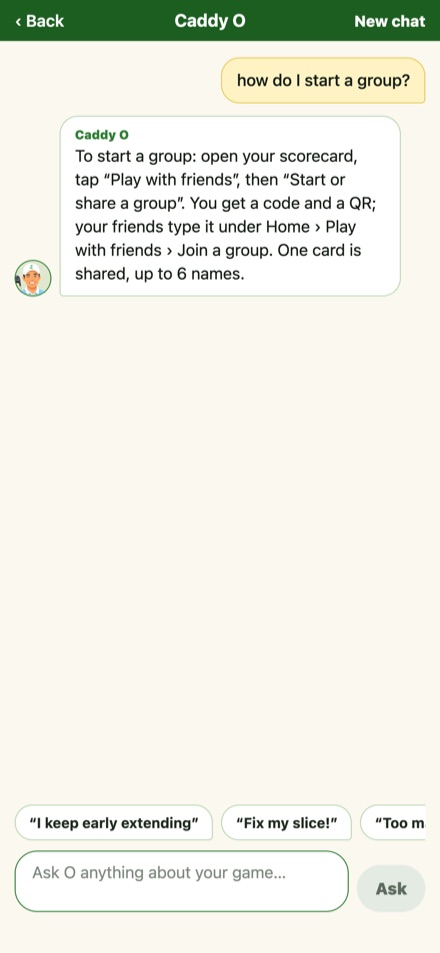 ‹ Back
Caddy O
New chat
how do I start a group?
Caddy O
To start a group: open your scorecard,
tap “Play with friends”, then “Start or
share a group”. You get a code and a QR;
your friends type it under Home › Play
with friends › Join a group. One card is
shared, up to 6 names.
“I keep early extending”
“Fix my slice!”
“Too m
Ask O anything about your game...
Ask